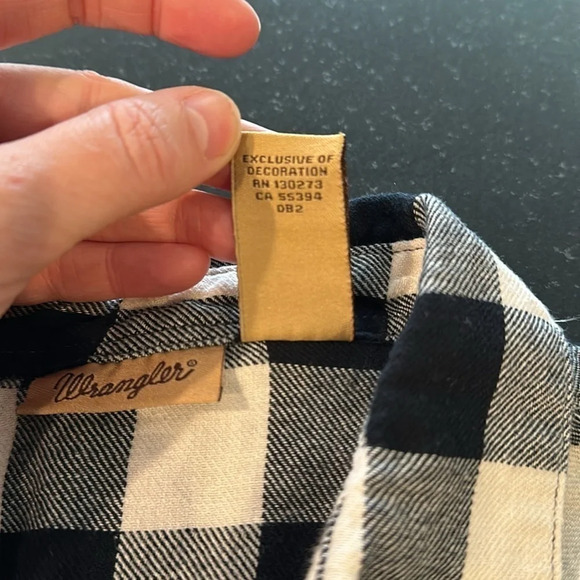 EXCLUSIVE OF
DECORATION
RN 130273
CA 55394
DB2
Wrangler®